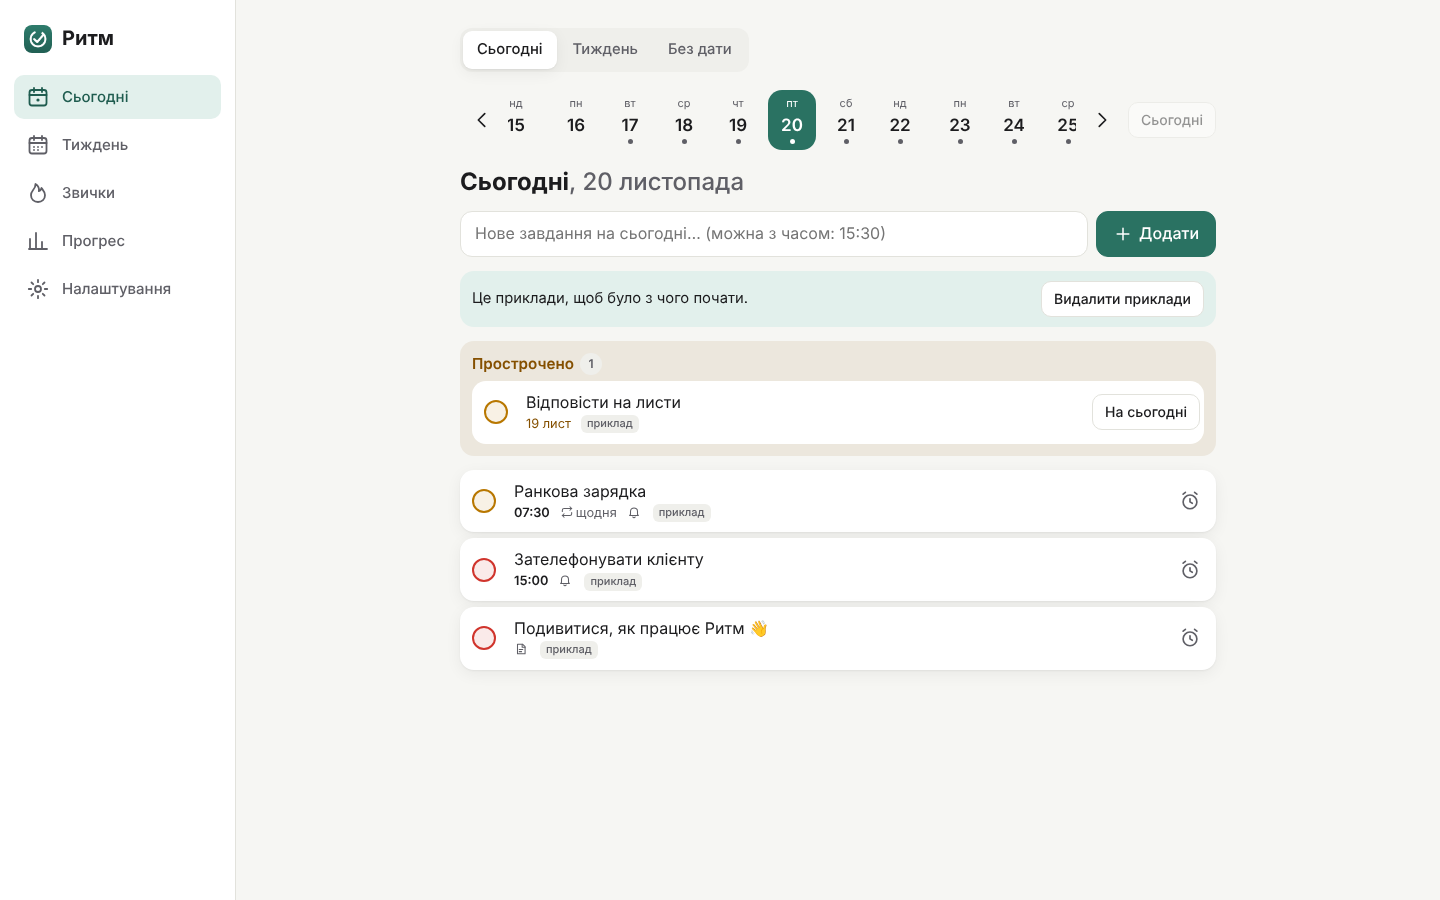 Ритм
Сьогодні
Тиждень
Звички
Прогрес
Налаштування
Сьогодні Тиждень Без дати
нд пн вт ср чт пт сб нд пн вт ср
15 16 17 18 19 20 21 22 23 24 25
Сьогодні
Сьогодні, 20 листопада
Нове завдання на сьогодні... (можна з часом: 15:30)
Додати
Це приклади, щоб було з чого почати.
Видалити приклади
Прострочено 1
Відповісти на листи
19 лист приклад
На сьогодні
Ранкова зарядка
07:30 щодня приклад
Зателефонувати клієнту
15:00 приклад
Подивитися, як працює Ритм 👋
приклад